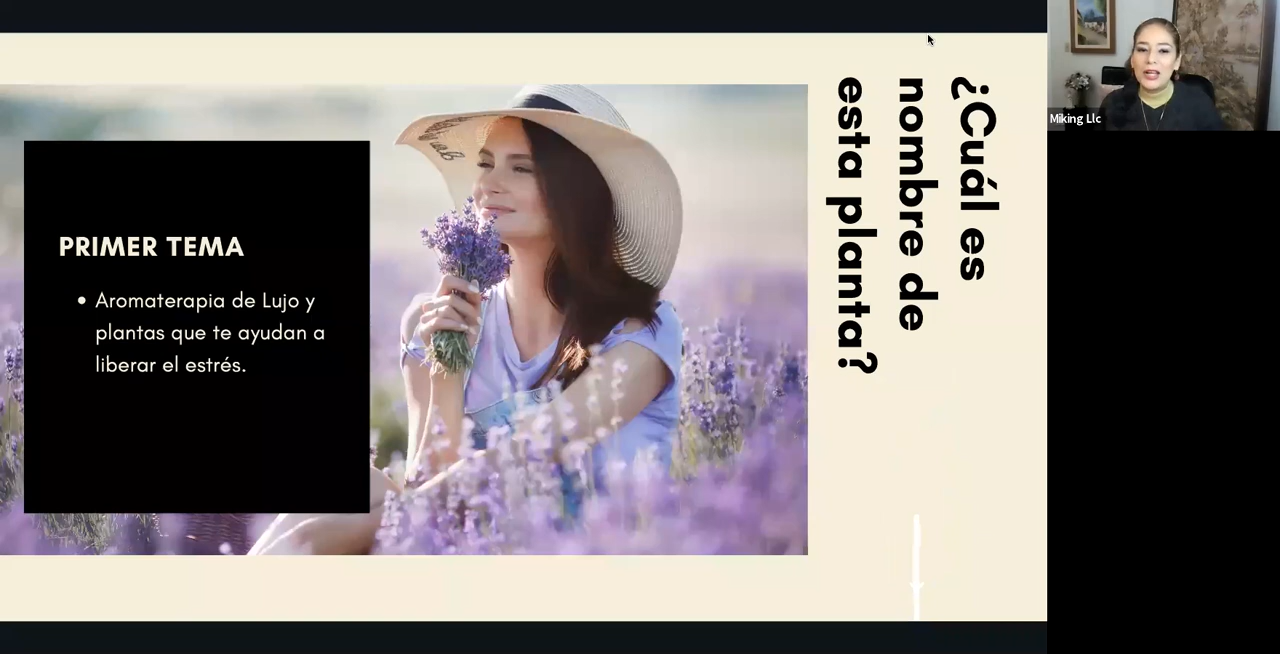 PRIMER TEMA
• Aromaterapia de Lujo y
plantas que te ayudan a
liberar el estrés.
¿Cuál es
nombre de
esta planta?
Miking Llc